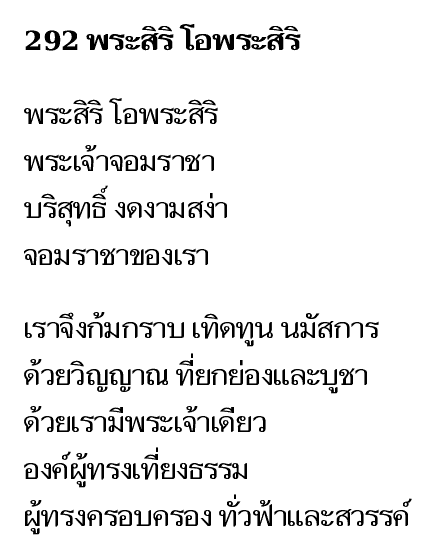 292 พระสิริ โอพระสิริ
พระสิริ โอพระสิริ
พระเจ้าจอมราชา
บริสุทธิ์ งดงามสง่า
จอมราชาของเรา
เราจึงก้มกราบ เทิดทูน นมัสการ
ด้วยวิญญาณ ที่ยกย่องและบูชา
ด้วยเรามีพระเจ้าเดียว
องค์ผู้ทรงเที่ยงธรรม
ผู้ทรงครอบครอง ทั่วฟ้าและสวรรค์